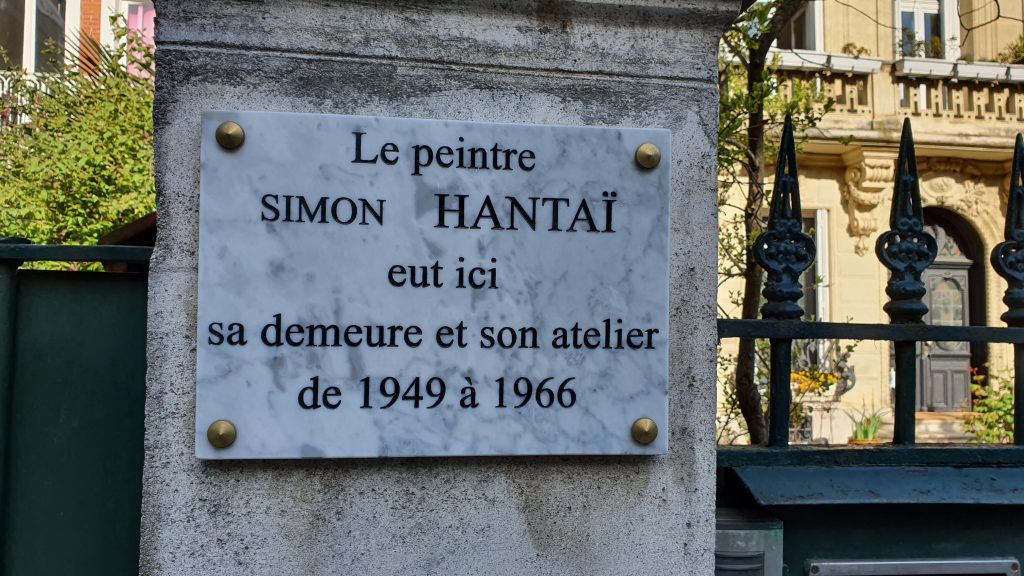 Le peintre
SIMON HANTAÏ
eut ici
sa demeure et son atelier
de 1949 à 1966